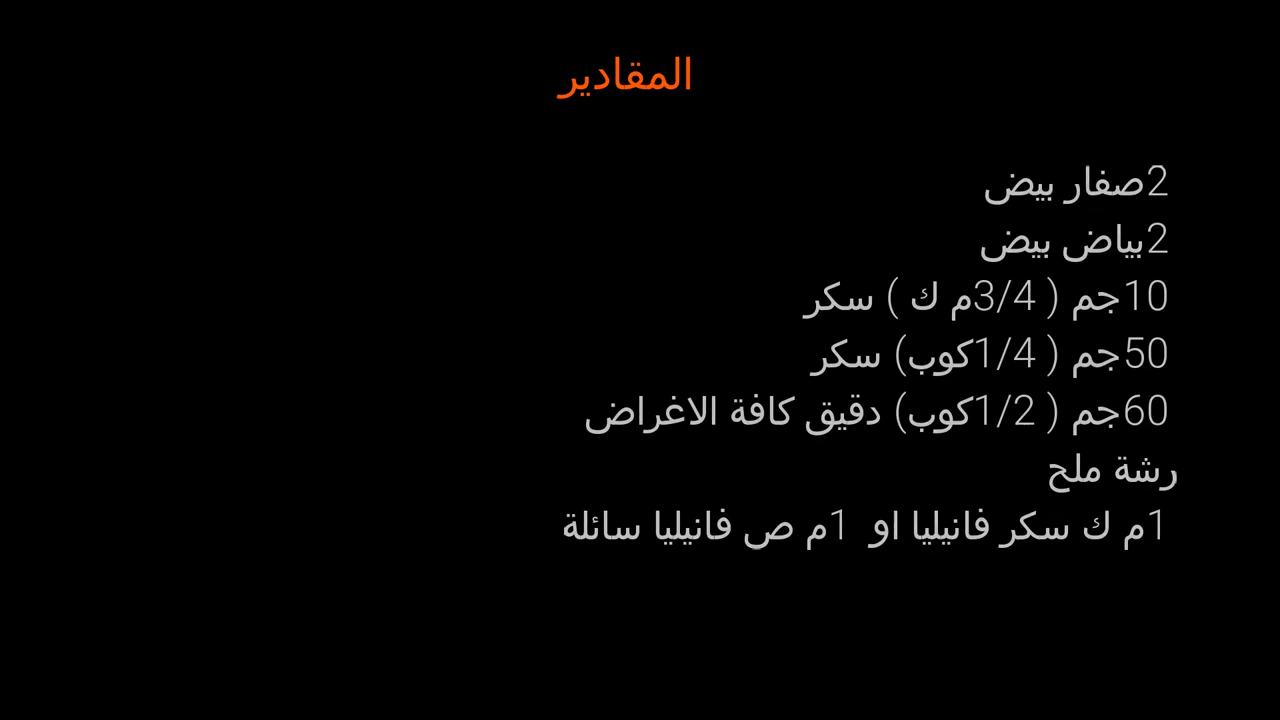 المقادير
2صفار بيض
2بياض بيض
10جم ( 3/4م ك ) سكر
50جم ( 1/4كوب) سكر
60جم ( 1/2كوب) دقيق كافة الاغراض
رشة ملح
1م ك سكر فانيليا او 1م ص فانيليا سائلة